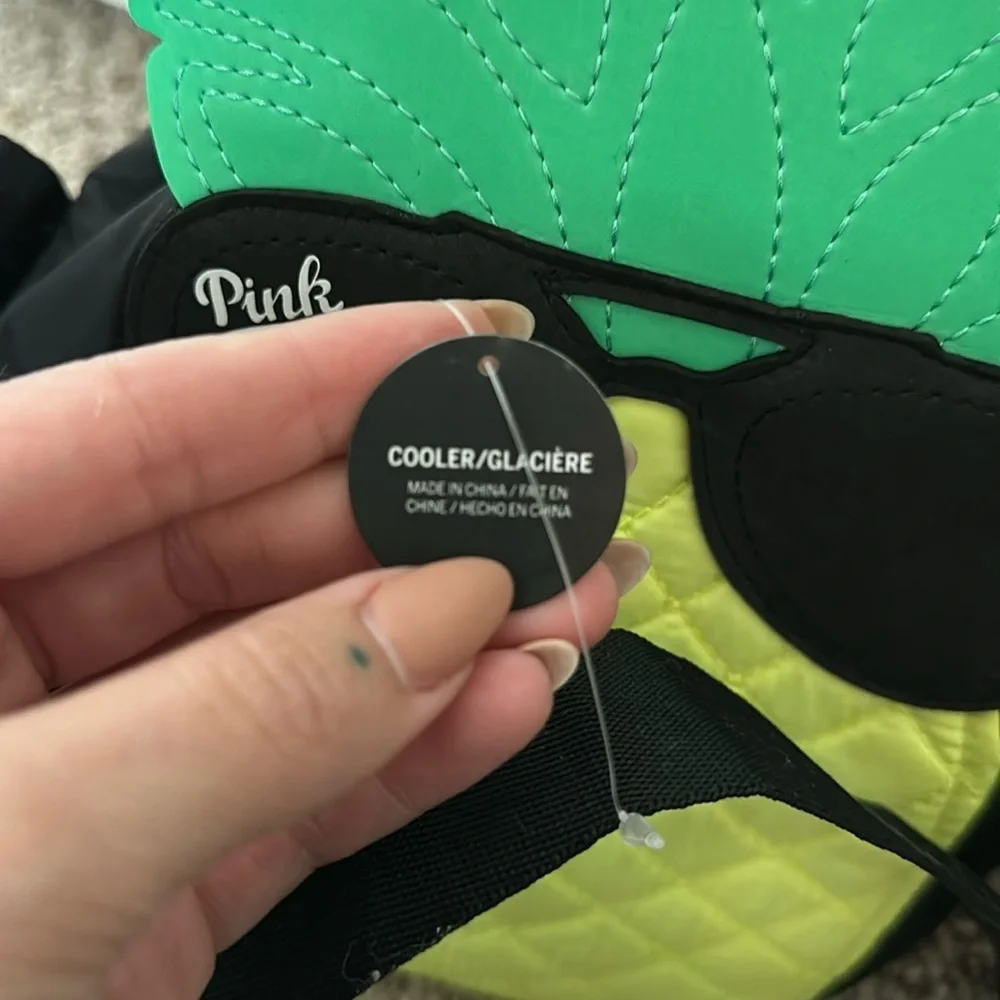 Pink
COOLER/GLACIÈRE
MADE IN CHINA / FAIT EN
CHINE / HECHO EN CHINA